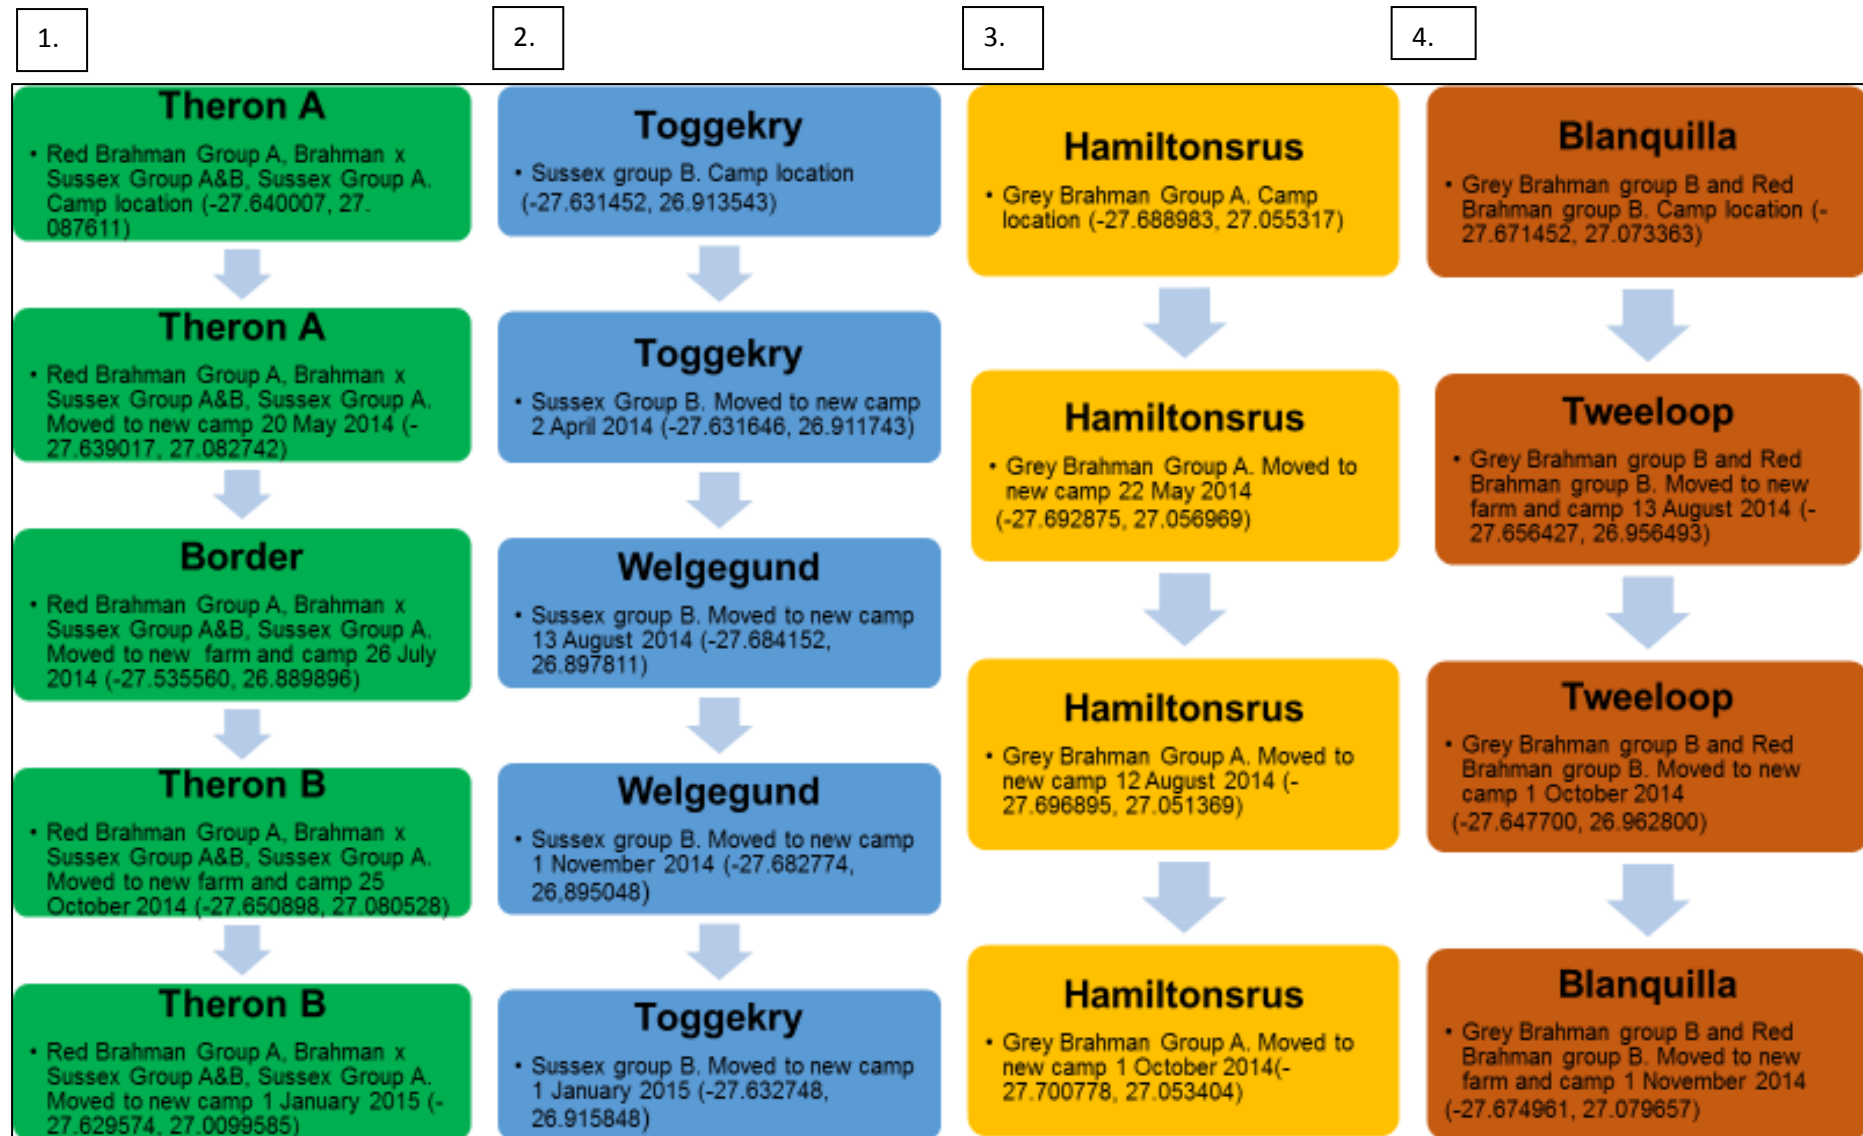 1.
2.
3.
4.
Theron A
• Red Brahman Group A, Brahman x
Sussex Group A&B, Sussex Group A.
Camp location (-27.640007, 27.
087611)
Theron A
• Red Brahman Group A, Brahman x
Sussex Group A&B, Sussex Group A.
Moved to new camp 20 May 2014 (-
27.639017, 27.082742)
Border
• Red Brahman Group A, Brahman x
Sussex Group A&B, Sussex Group A.
Moved to new farm and camp 26 July
2014 (-27.535560, 26.889896)
Theron B
• Red Brahman Group A, Brahman x
Sussex Group A&B, Sussex Group A.
Moved to new farm and camp 25
October 2014 (-27.650898, 27.080528)
Theron B
• Red Brahman Group A, Brahman x
Sussex Group A&B, Sussex Group A.
Moved to new camp 1 January 2015 (-
27.629574, 27.0099585)
Toggekry
• Sussex group B. Camp location
(-27.631452, 26.913543)
Toggekry
• Sussex Group B. Moved to new camp
2 April 2014 (-27.631646, 26.911743)
Welgegund
• Sussex group B. Moved to new camp
13 August 2014 (-27.684152,
26.897811)
Welgegund
• Sussex group B. Moved to new camp
1 November 2014 (-27.682774,
26,895048)
Toggekry
• Sussex group B. Moved to new camp
1 January 2015 (-27.632748,
26.915848)
Hamiltonsrus
• Grey Brahman Group A. Camp
location (-27.688983, 27.055317)
Hamiltonsrus
• Grey Brahman Group A. Moved to
new camp 22 May 2014
(-27.692875, 27.056969)
Hamiltonsrus
• Grey Brahman Group A. Moved to
new camp 12 August 2014 (-
27.696895, 27.051369)
Hamiltonsrus
• Grey Brahman Group A. Moved to
new camp 1 October 2014(-
27.700778, 27.053404)
Blanquilla
• Grey Brahman group B and Red
Brahman group B. Camp location (-
27.671452, 27.073363)
Tweeloop
• Grey Brahman group B and Red
Brahman group B. Moved to new
farm and camp 13 August 2014 (-
27.656427, 26.956493)
Tweeloop
• Grey Brahman group B and Red
Brahman group B. Moved to new
camp 1 October 2014
(-27.647700, 26.962800)
Blanquilla
• Grey Brahman group B and Red
Brahman group B. Moved to new
farm and camp 1 November 2014
(-27.674961, 27.079657)